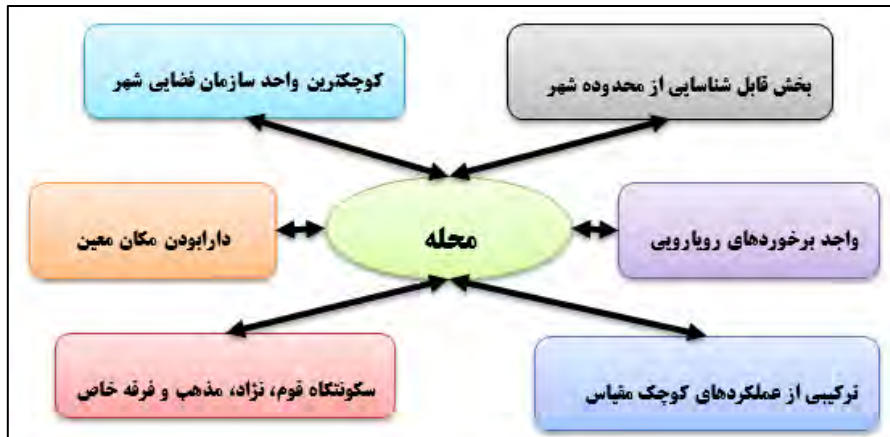 بخش قابل شناسایی از محدوده شهر
کوچکترین واحد سازمان فضایی شهر
واجد برخوردهای رویارویی
محله
دارابودن مکان معین
ترکیبی از عملکردهای کوچک مقیاس
سکونتگاه قوم، نژاد، مذهب و فرقه خاص